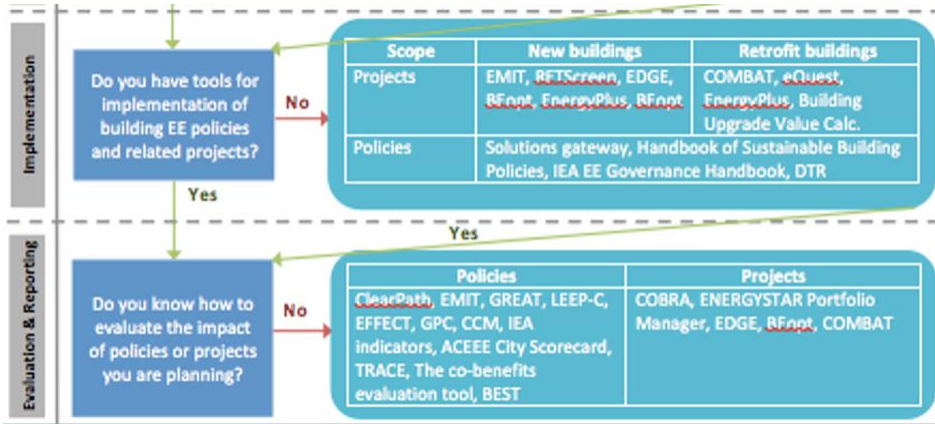 Implementation
Do you have tools for
implementation of
building EE policies
and related projects?
No
Yes
Scope
New buildings
Retrofit buildings
Projects
EMIT, RETScreen, EDGE,
BEopt, EnergyPlus, BEopt
COMBAT, eQuest,
EnergyPlus, Building
Upgrade Value Calc.
Policies
Solutions gateway, Handbook of Sustainable Building
Policies, IEA EE Governance Handbook, DTR
Yes
Evaluation & Reporting
Do you know how to
evaluate the impact
of policies or projects
you are planning?
No
Policies
Projects
ClearPath, EMIT, GREAT, LEEP-C,
EFFECT, GPC, CCM, IEA
indicators, ACEEE City Scorecard,
TRACE, The co-benefits
evaluation tool, BEST
COBRA, ENERGYSTAR Portfolio
Manager, EDGE, BEopt, COMBAT